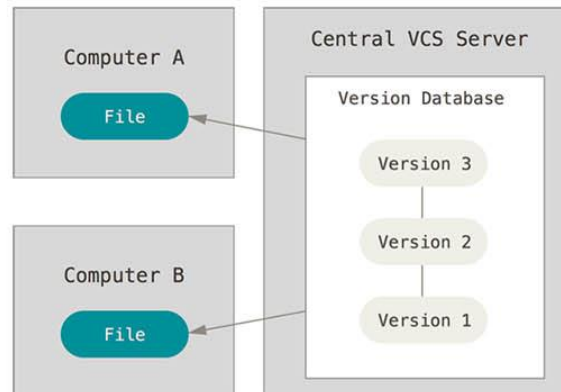 Computer A
File
Computer B
File
Central VCS Server
Version Database
Version 3
Version 2
Version 1